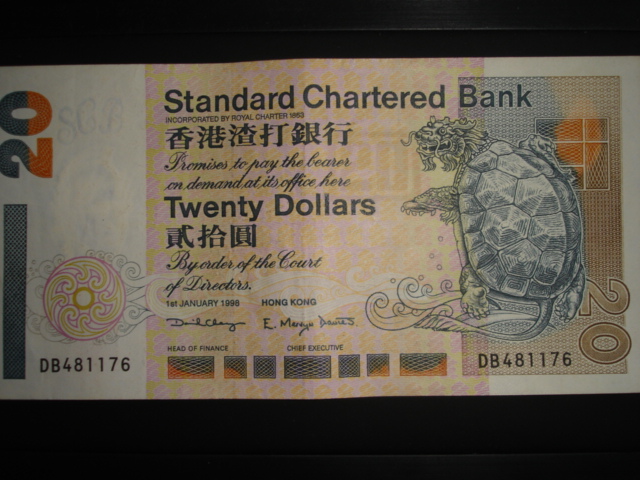 20
Standard Chartered Bank
INCORPORATED BY ROYAL CHARTER 1853
香港渣打銀行
Promises to pay the bearer
on demand at its office here
Twenty Dollars
貳拾圓
By order of the Court
of Directors.
1st JANUARY 1998 HONG KONG
HEAD OF FINANCE CHIEF EXECUTIVE
DB481176
DB481176
20